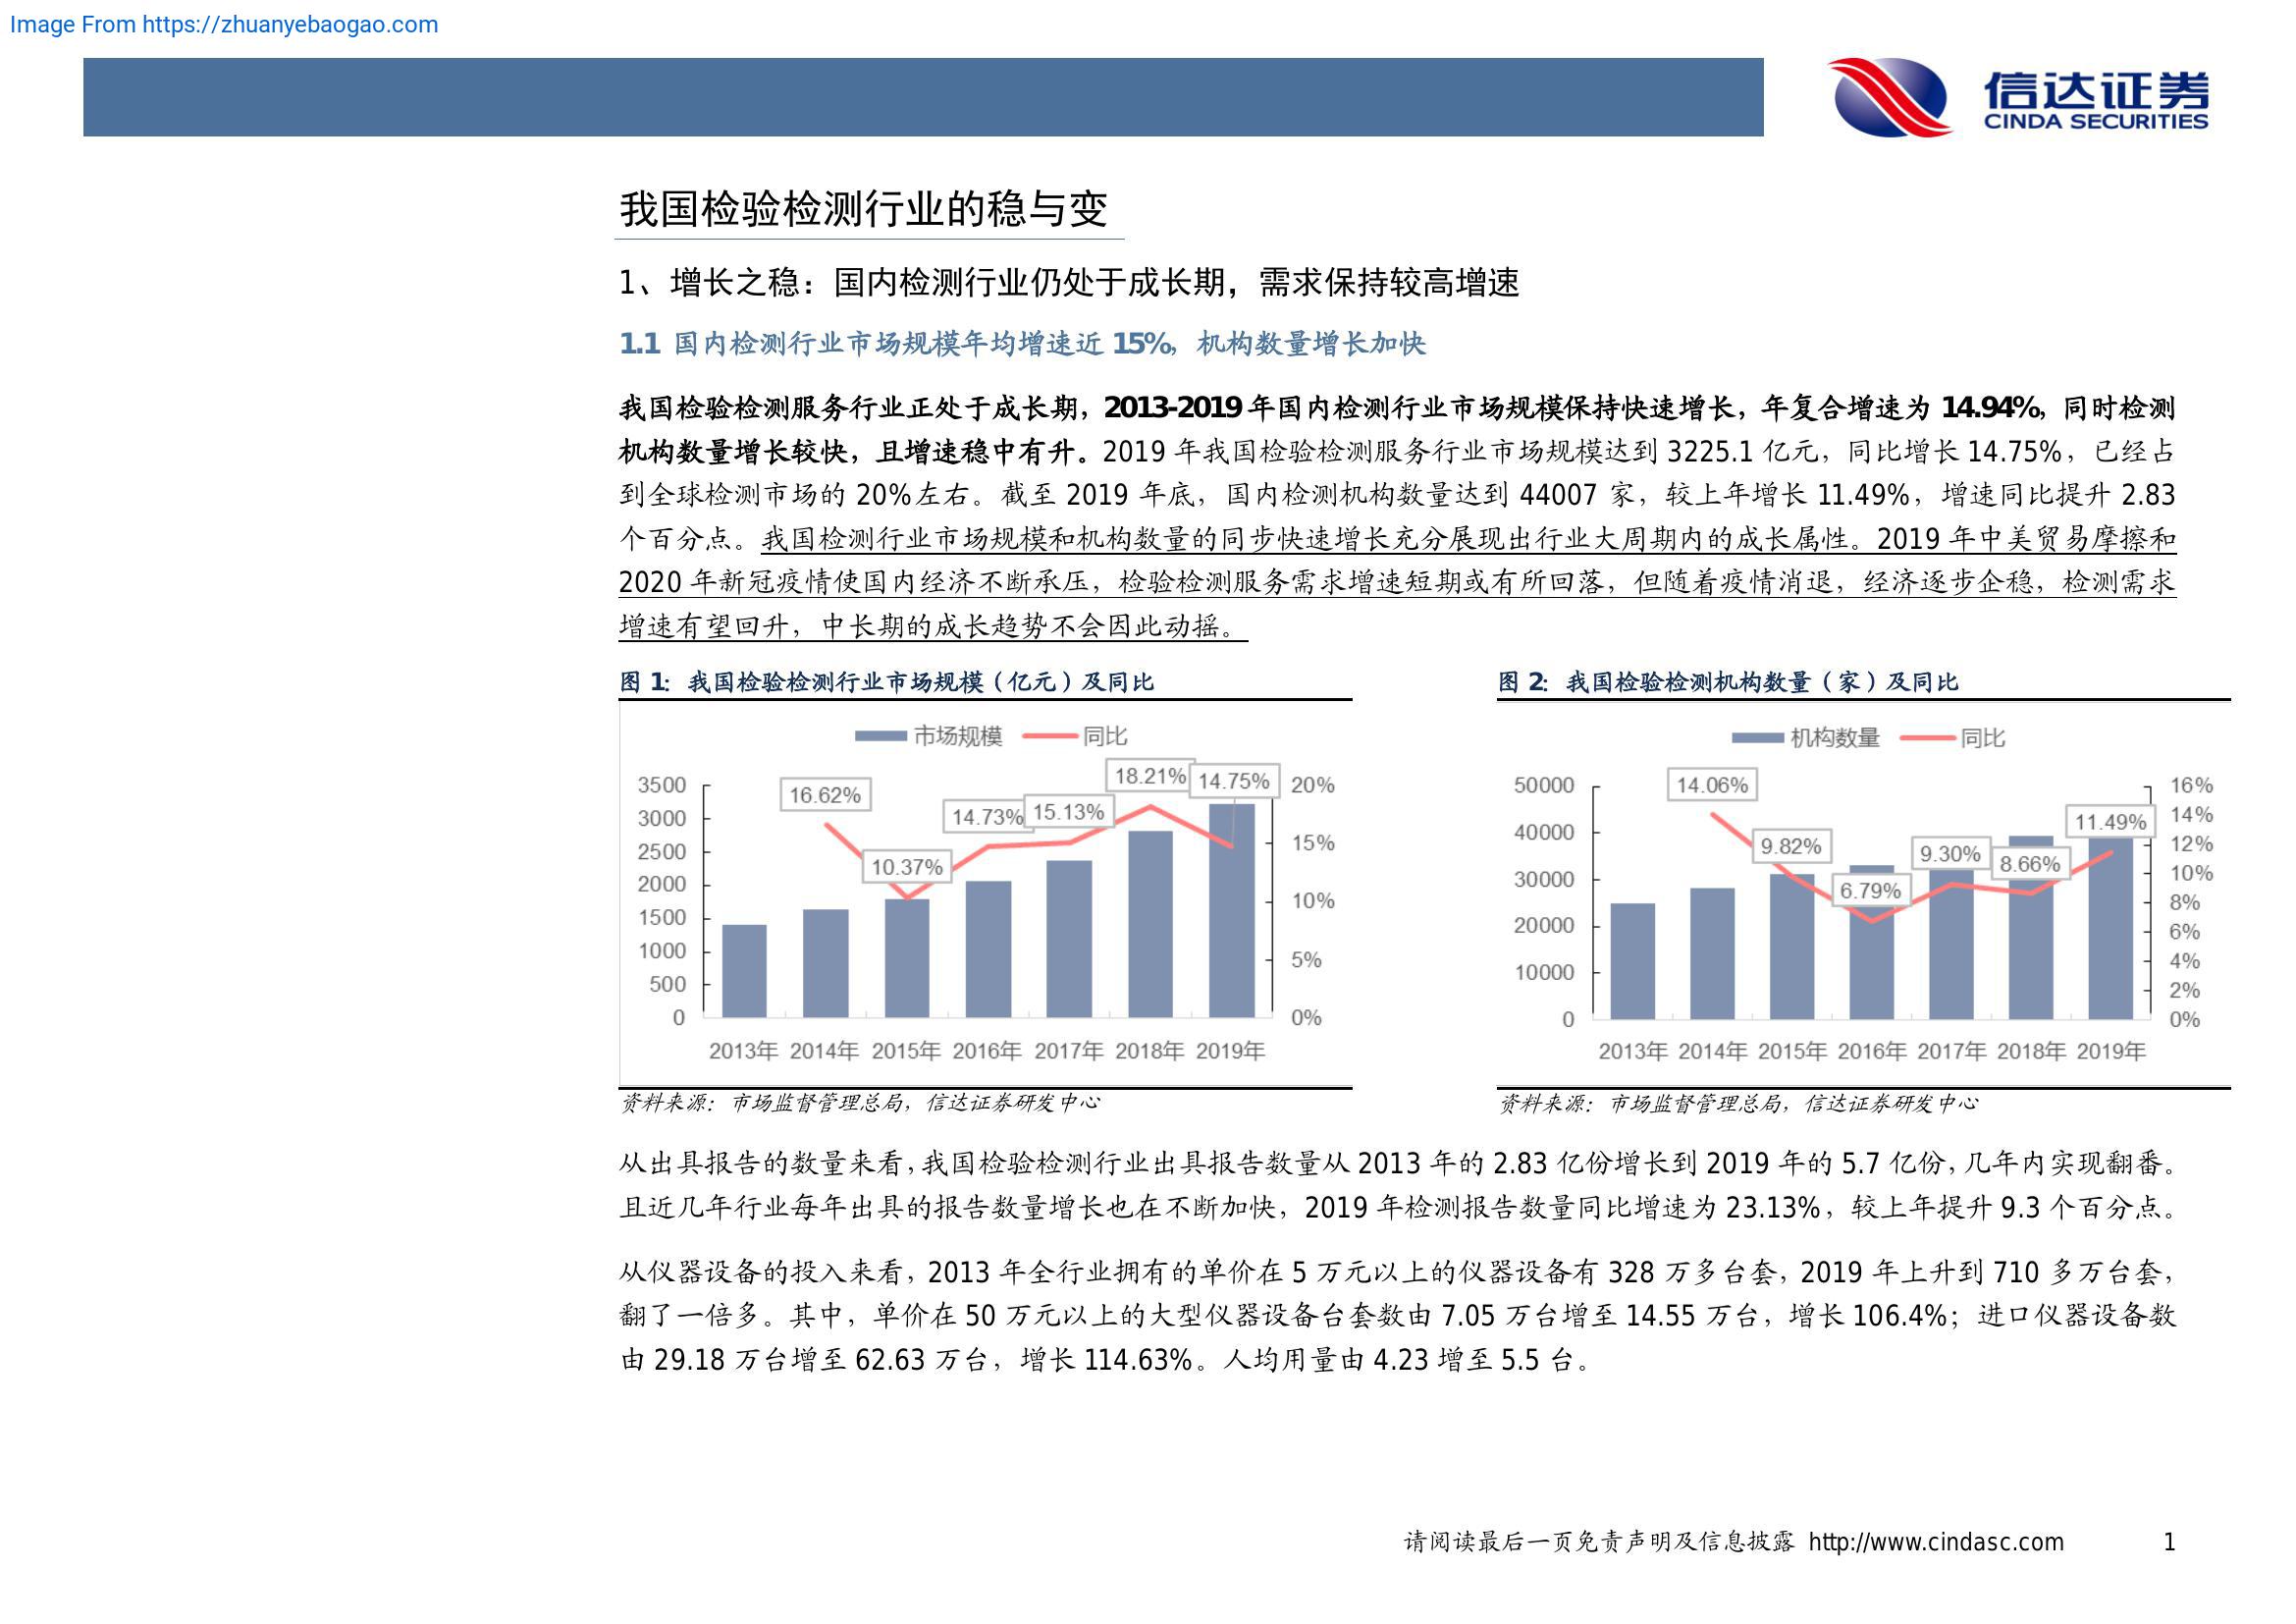 Image From https://zhuanyebaogao.com
信达证券
CINDA SECURITIES
我国检验检测行业的稳与变
1、增长之稳：国内检测行业仍处于成长期，需求保持较高增速
1.1 国内检测行业市场规模年均增速近 15%，机构数量增长加快
我国检验检测服务行业正处于成长期，2013-2019 年国内检测行业市场规模保持快速增长，年复合增速为 14.94%，同时检测
机构数量增长较快，且增速稳中有升。2019 年我国检验检测服务行业市场规模达到 3225.1 亿元，同比增长 14.75%，已经占
到全球检测市场的 20%左右。截至 2019 年底，国内检测机构数量达到 44007 家，较上年增长 11.49%，增速同比提升 2.83
个百分点。我国检测行业市场规模和机构数量的同步快速增长充分展现出行业大周期内的成长属性。2019 年中美贸易摩擦和
2020 年新冠疫情使国内经济不断承压，检验检测服务需求增速短期或有所回落，但随着疫情消退，经济逐步企稳，检测需求
增速有望回升，中长期的成长趋势不会因此动摇。
图 1：我国检验检测行业市场规模（亿元）及同比
市场规模 同比
3500
3000
2500
2000
1500
1000
500
0
16.62%
10.37%
14.73%
15.13%
18.21%
14.75%
20%
15%
10%
5%
0%
2013年 2014年 2015年 2016年 2017年 2018年 2019年
资料来源：市场监督管理总局，信达证券研发中心
图 2：我国检验检测机构数量（家）及同比
机构数量 同比
50000
40000
30000
20000
10000
0
14.06%
9.82%
6.79%
9.30%
8.66%
11.49%
16%
14%
12%
10%
8%
6%
4%
2%
0%
2013年 2014年 2015年 2016年 2017年 2018年 2019年
资料来源：市场监督管理总局，信达证券研发中心
从出具报告的数量来看，我国检验检测行业出具报告数量从 2013 年的 2.83 亿份增长到 2019 年的 5.7 亿份，几年内实现翻番。
且近几年行业每年出具的报告数量增长也在不断加快，2019 年检测报告数量同比增速为 23.13%，较上年提升 9.3 个百分点。
从仪器设备的投入来看，2013 年全行业拥有的单价在 5 万元以上的仪器设备有 328 万多台套，2019 年上升到 710 多万台套，
翻了一倍多。其中，单价在 50 万元以上的大型仪器设备台套数由 7.05 万台增至 14.55 万台，增长 106.4%；进口仪器设备数
由 29.18 万台增至 62.63 万台，增长 114.63%。人均用量由 4.23 增至 5.5 台。
请阅读最后一页免责声明及信息披露 http://www.cindasc.com 1